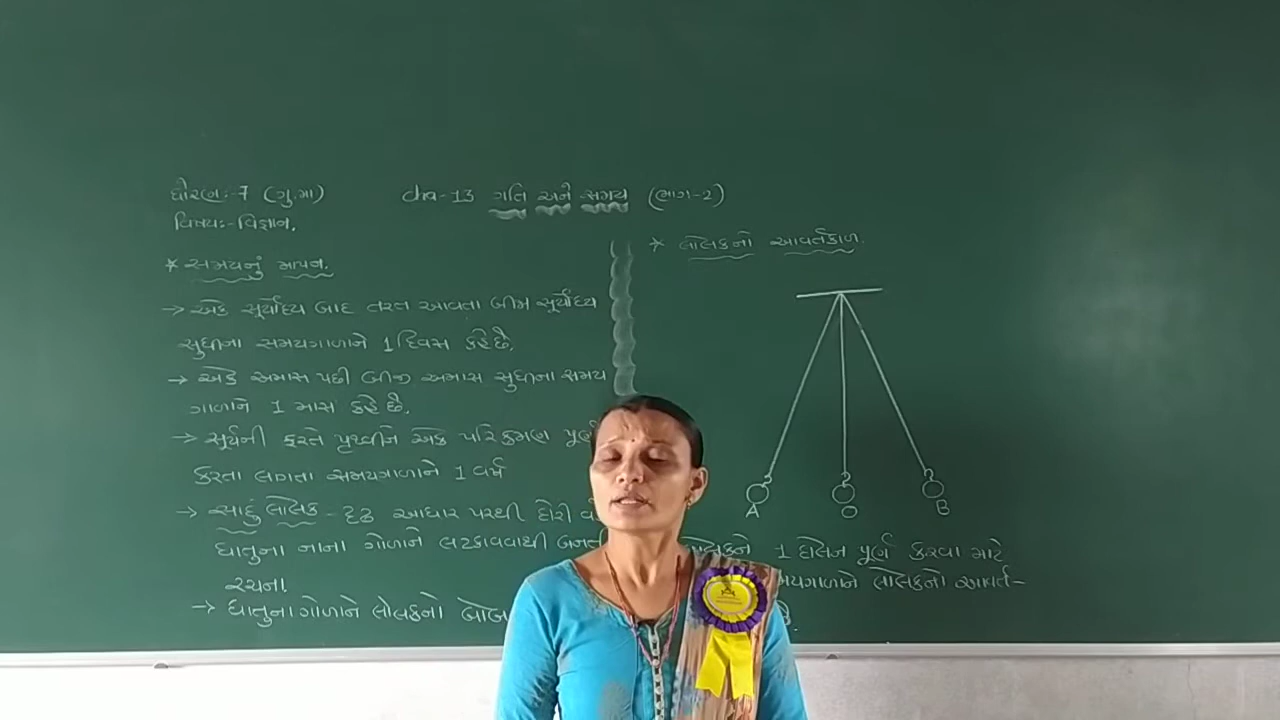 ધોરણ:-7 (ગુ.મા)
cha-13 ગતિ અને સમય (ભાગ-2)
વિષય:-વિજ્ઞાન.
* સમયનું માપન.
→ એક સૂર્યોદય બાદ તરત આવતા બીજા સૂર્યોદય
સુધીના સમયગાળાને 1 દિવસ કહે છે.
→ એક અમાસ પછી બીજી અમાસ સુધીના સમય
ગાળાને 1 માસ કહે છે.
→ સૂર્યની ફરતે પૃથ્વીને એક પરિક્રમણ પૂર્ણ
કરતા લાગતા સમયગાળાને 1 વર્ષ
→ સાદું લોલક - દૃઢ આધાર પરથી દોરી
ધાતુના નાના ગોળાને લટકાવવાથી બનતી
રચના.
→ ધાતુના ગોળાને લોલકનો
* લોલકનો આવર્તકાળ.
A O B
લોલકને 1 દોલન પૂર્ણ કરવા માટે
સમયગાળાને લોલકનો આવર્ત-